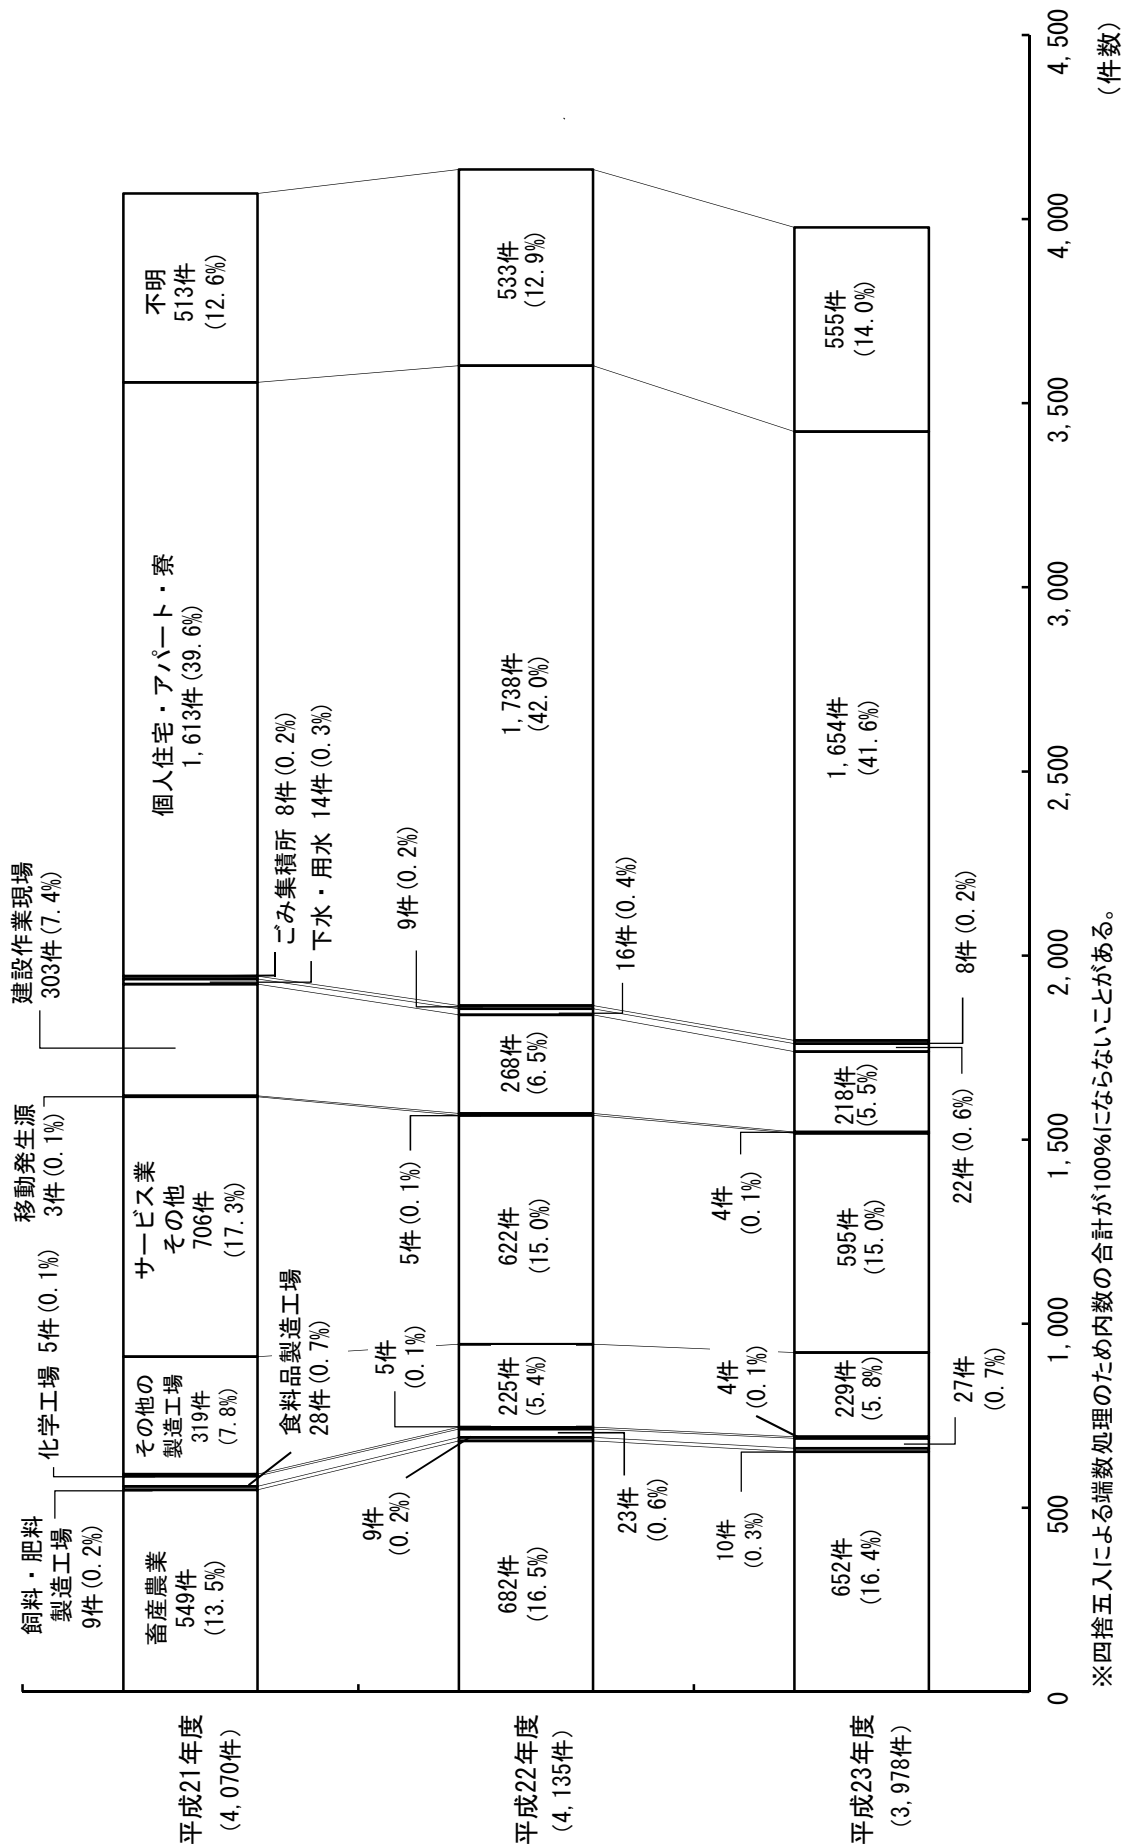 飼料・肥料
製造工場
9件(0.2%)
化学工場 5件(0.1%)
移動発生源
3件(0.1%)
建設作業現場
303件(7.4%)
平成21年度
(4,070件)
畜産農業
549件
(13.5%)
その他の
製造工場
319件
(7.8%)
サービス業
その他
706件
(17.3%)
個人住宅・アパート・寮
1,613件(39.6%)
不明
513件
(12.6%)
食料品製造工場
28件(0.7%)
ごみ集積所 8件(0.2%)
下水・用水 14件(0.3%)
9件
(0.2%)
5件
(0.1%)
5件(0.1%)
9件(0.2%)
平成22年度
(4,135件)
682件
(16.5%)
225件
(5.4%)
622件
(15.0%)
268件
(6.5%)
1,738件
(42.0%)
533件
(12.9%)
23件
(0.6%)
16件(0.4%)
10件
(0.3%)
4件
(0.1%)
4件
(0.1%)
平成23年度
(3,978件)
652件
(16.4%)
229件
(5.8%)
595件
(15.0%)
218件
(5.5%)
1,654件
(41.6%)
555件
(14.0%)
27件
(0.7%)
22件(0.6%)
8件(0.2%)
0
500
1,000
1,500
2,000
2,500
3,000
3,500
4,000
4,500
(件数)
※四捨五入による端数処理のため内数の合計が100%にならないことがある。